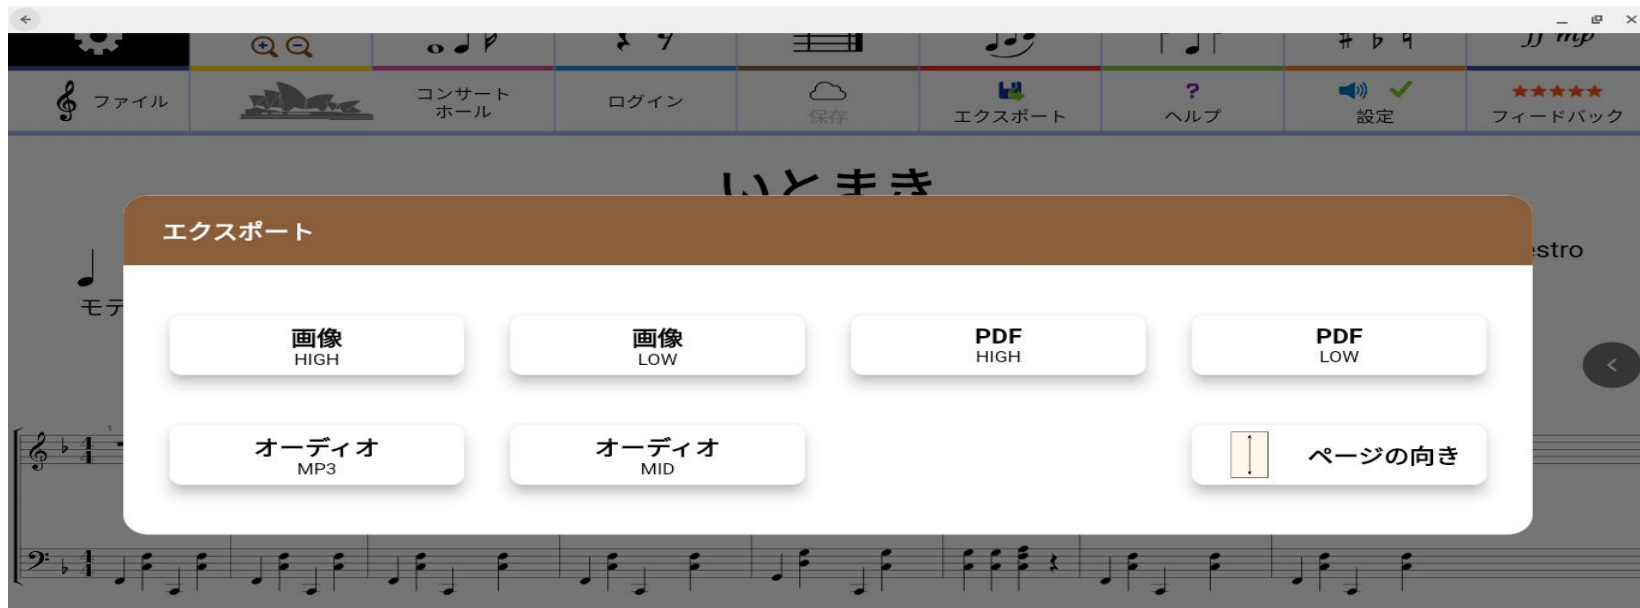 ファイル
コンサート
ホール
ログイン
保存
エクスポート
ヘルプ
設定
フィードバック
いとまき
エクスポート
画像
HIGH
画像
LOW
PDF
HIGH
PDF
LOW
オーディオ
MP3
オーディオ
MID
ページの向き